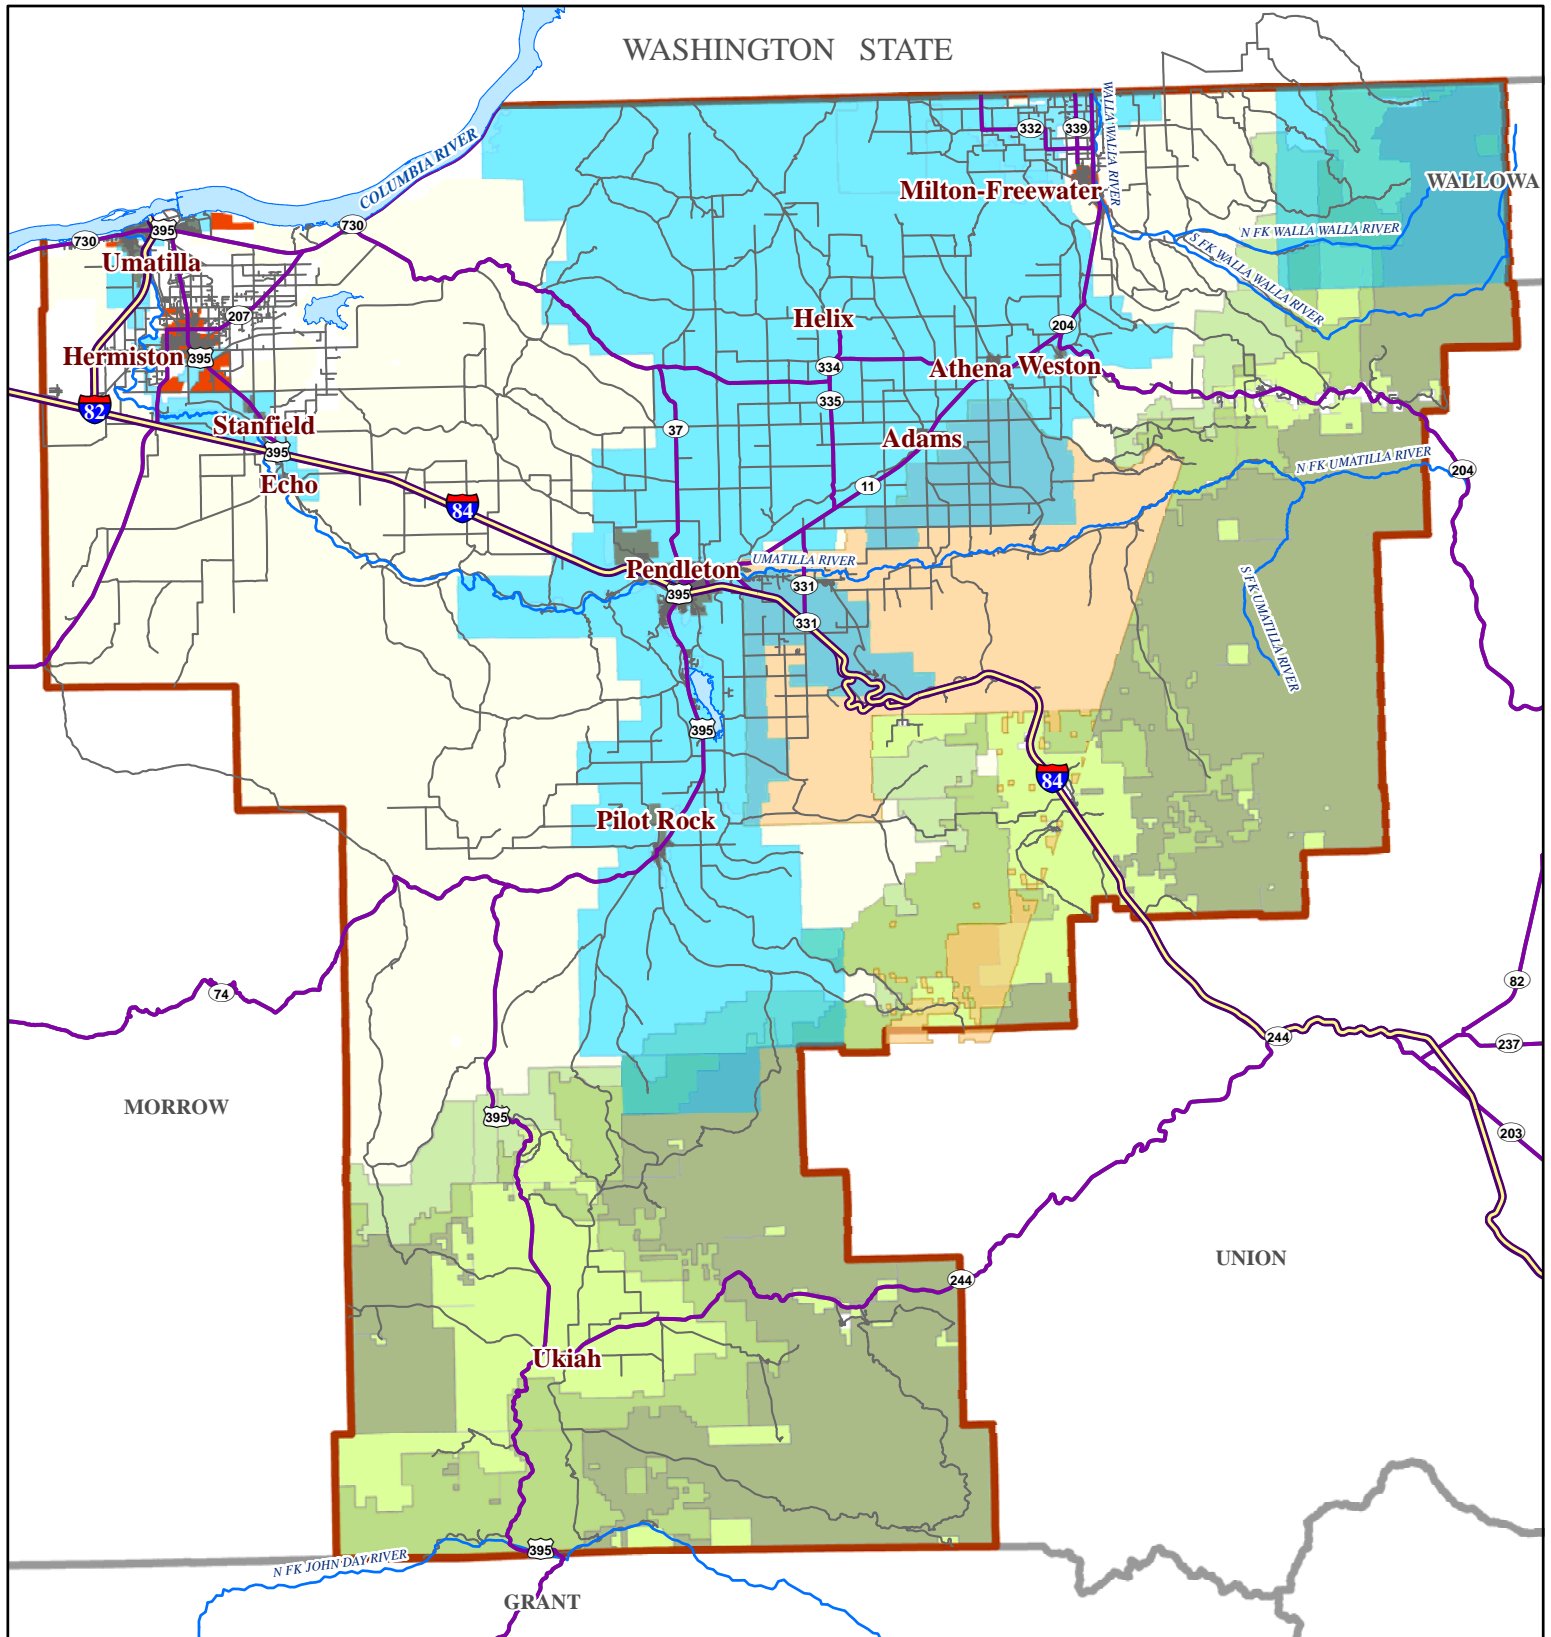 WASHINGTON STATE
COLUMBIA RIVER
WALLA WALLA RIVER
332
339
Milton-Freewater
WALLOWA
730
395
730
N FK WALLA WALLA RIVER
S FK WALLA WALLA RIVER
Umatilla
207
Helix
204
Hermiston
395
334
Athena
Weston
82
335
Stanfield
37
Adams
395
N FK UMATILLA RIVER
204
Echo
11
84
Pendleton
UMATILLA RIVER
331
395
S FK UMATILLA RIVER
331
395
84
Pilot Rock
74
82
244
237
MORROW
395
203
UNION
244
Ukiah
395
N FK JOHN DAY RIVER
GRANT